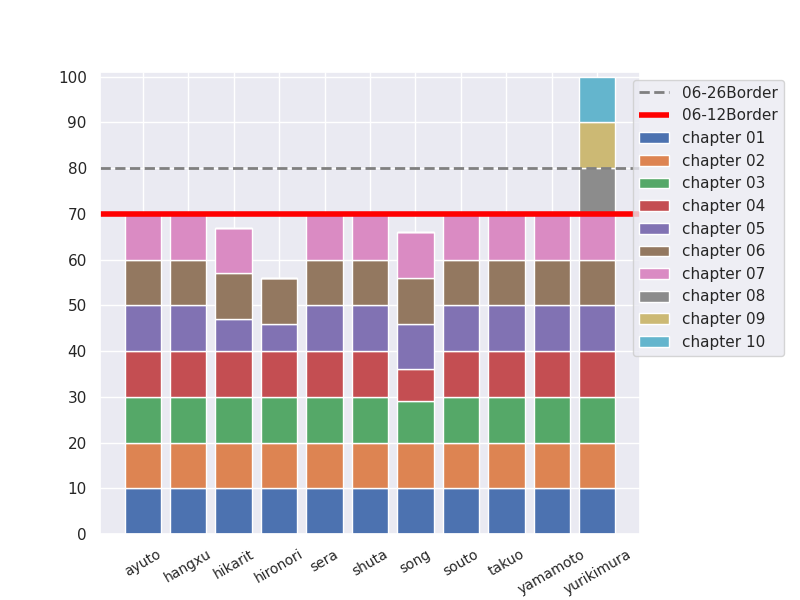 100
90
80
70
60
50
40
30
20
10
0
ayuto
hangxu
hikarit
hironori
sera
shuta
song
souto
takuo
yamamoto
yurikimura
06-26Border
06-12Border
chapter 01
chapter 02
chapter 03
chapter 04
chapter 05
chapter 06
chapter 07
chapter 08
chapter 09
chapter 10